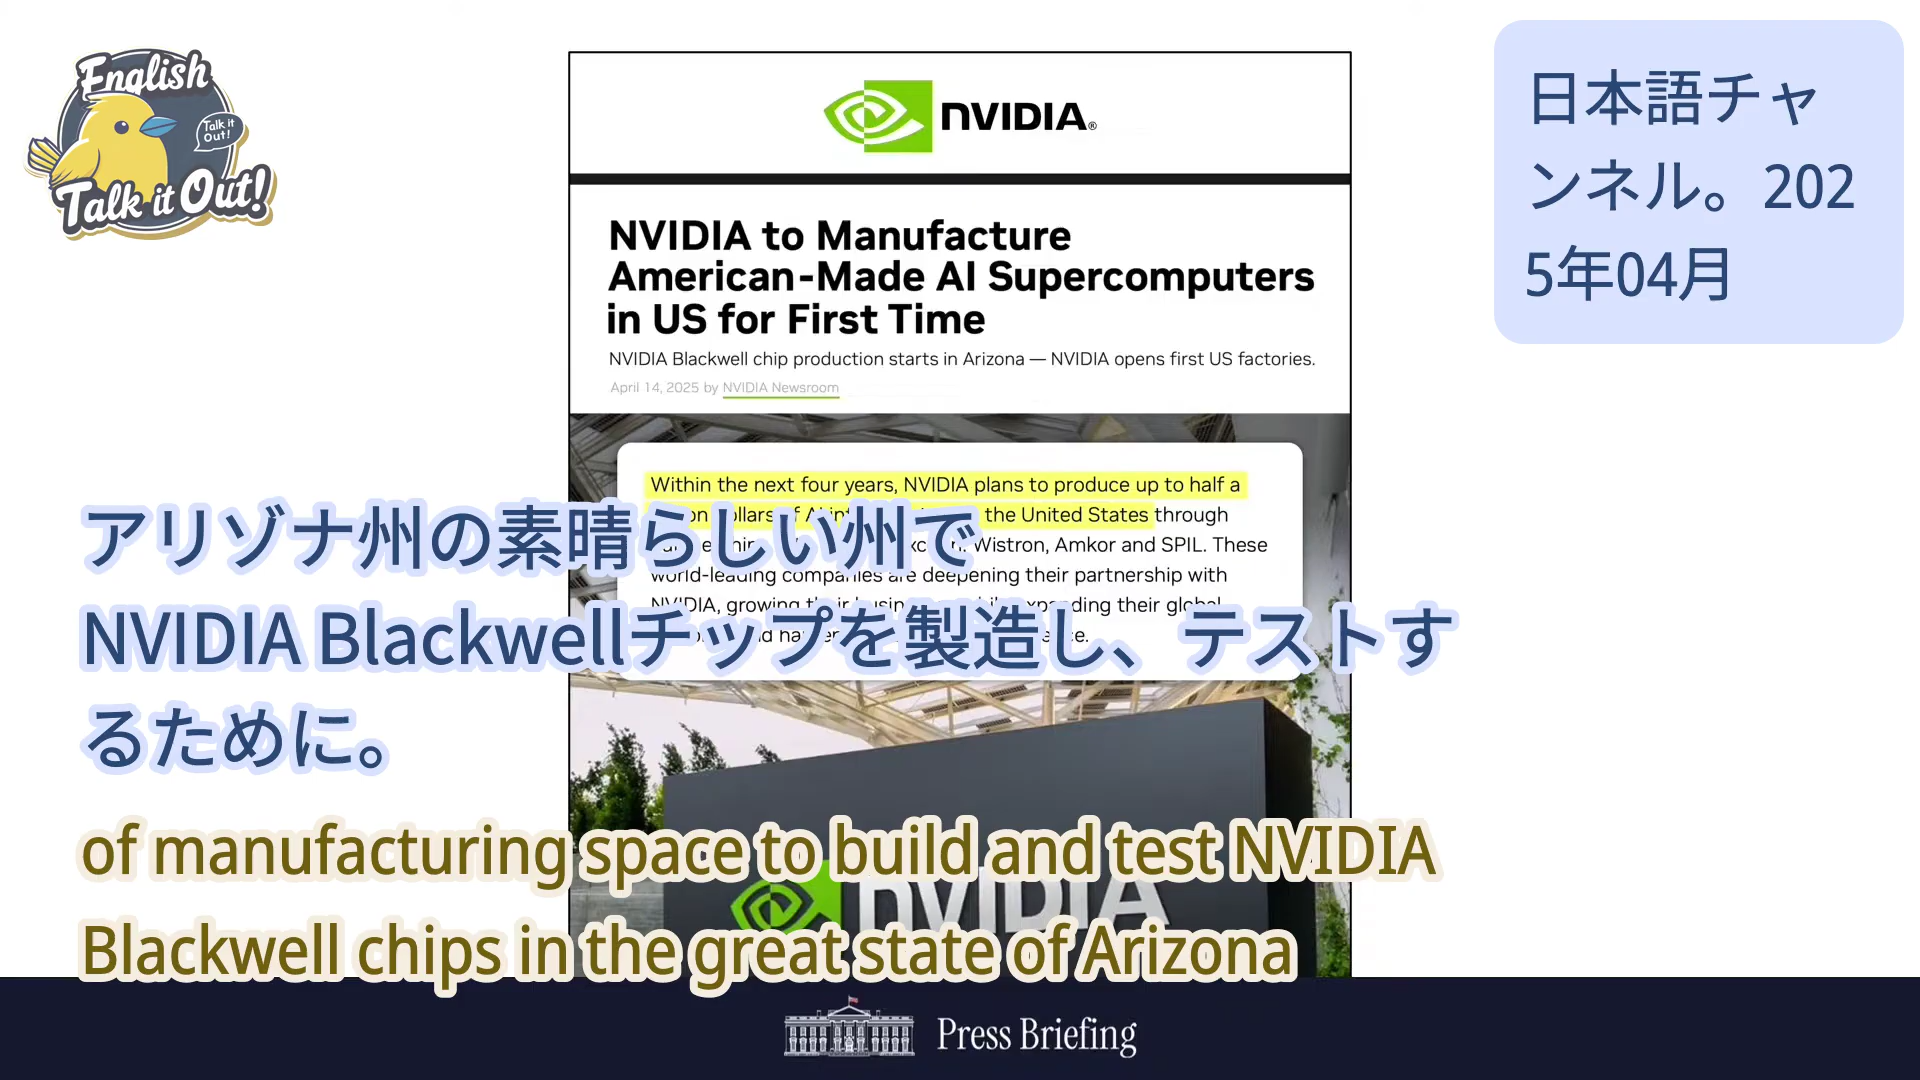 English
Talk it
out!
Talk it Out!
日本語チャ
ンネル。202
5年04月
NVIDIA®
NVIDIA to Manufacture
American-Made AI Supercomputers
in US for First Time
NVIDIA Blackwell chip production starts in Arizona — NVIDIA opens first US factories.
April 14, 2025 by NVIDIA Newsroom
Within the next four years, NVIDIA plans to produce up to half a
the United States through
Wistron, Amkor and SPIL. These
world-leading companies are deepening their partnership with
NVIDIA, growing their expanding their global
アリゾナ州の素晴らしい州で
NVIDIA Blackwellチップを製造し、テストす
るために。
of manufacturing space to build and test NVIDIA
Blackwell chips in the great state of Arizona
NVIDIA
Press Briefing